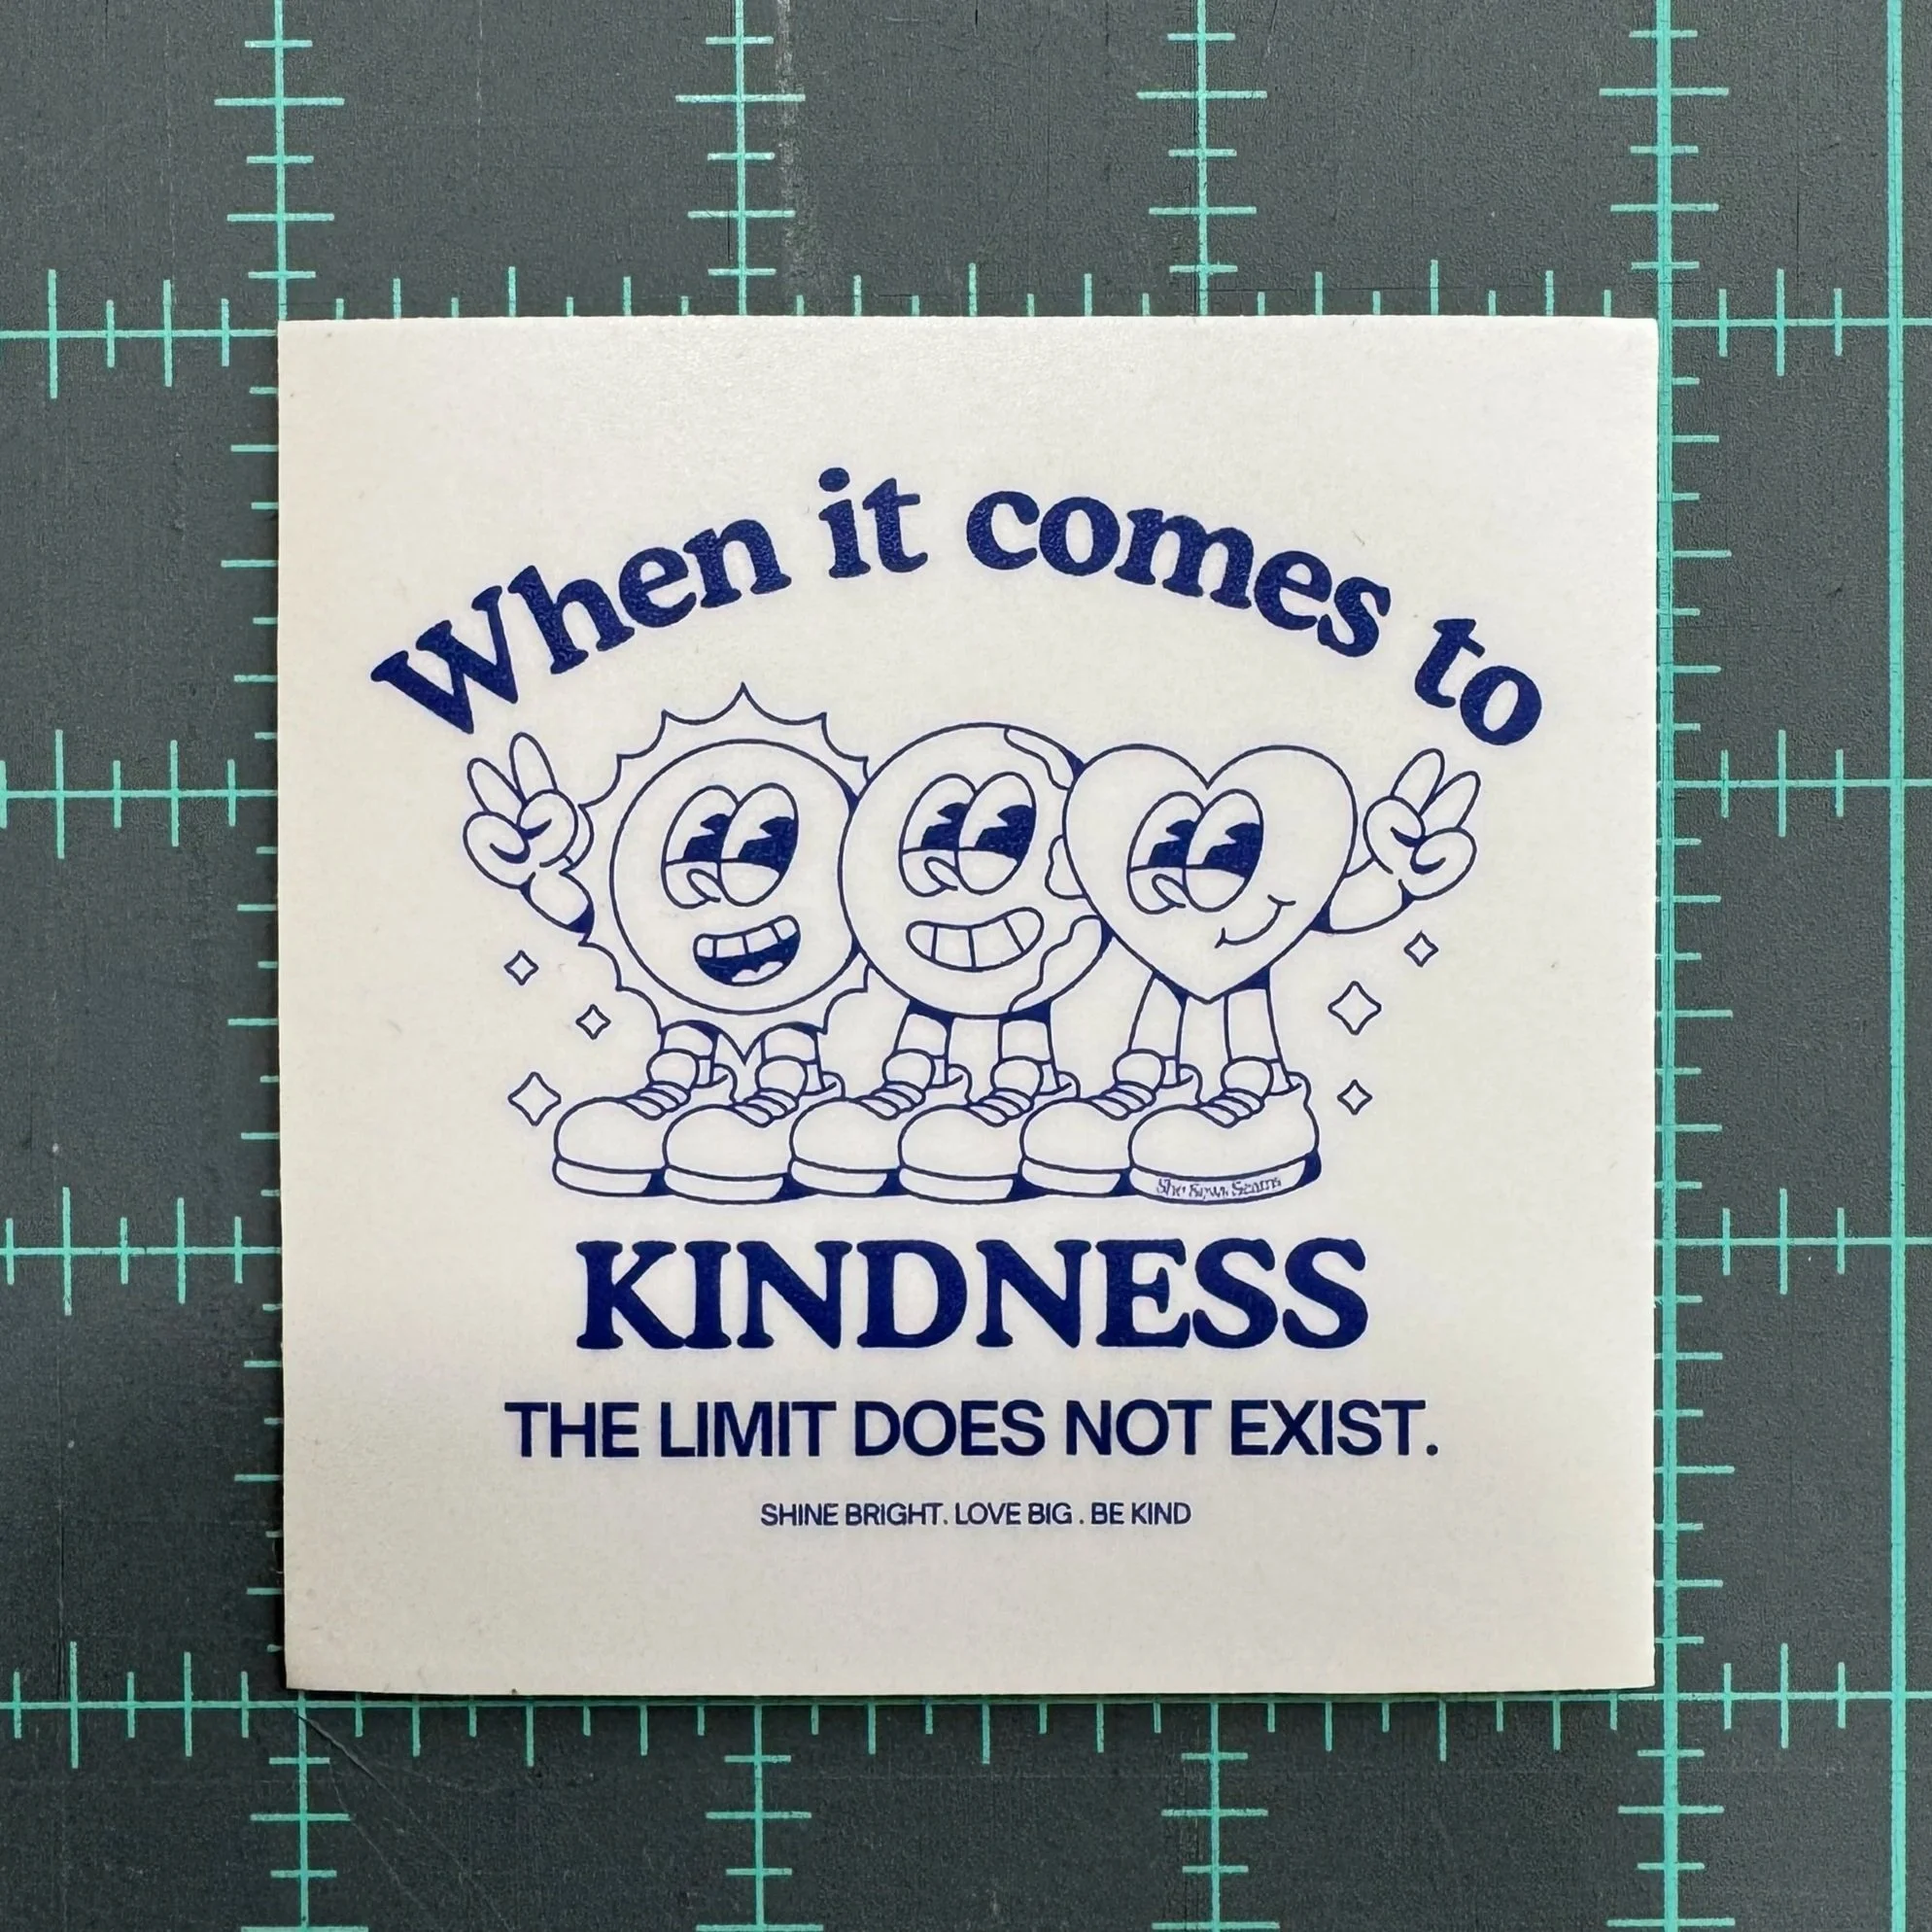 When it comes to
KINDNESS
THE LIMIT DOES NOT EXIST.
SHINE BRIGHT. LOVE BIG . BE KIND